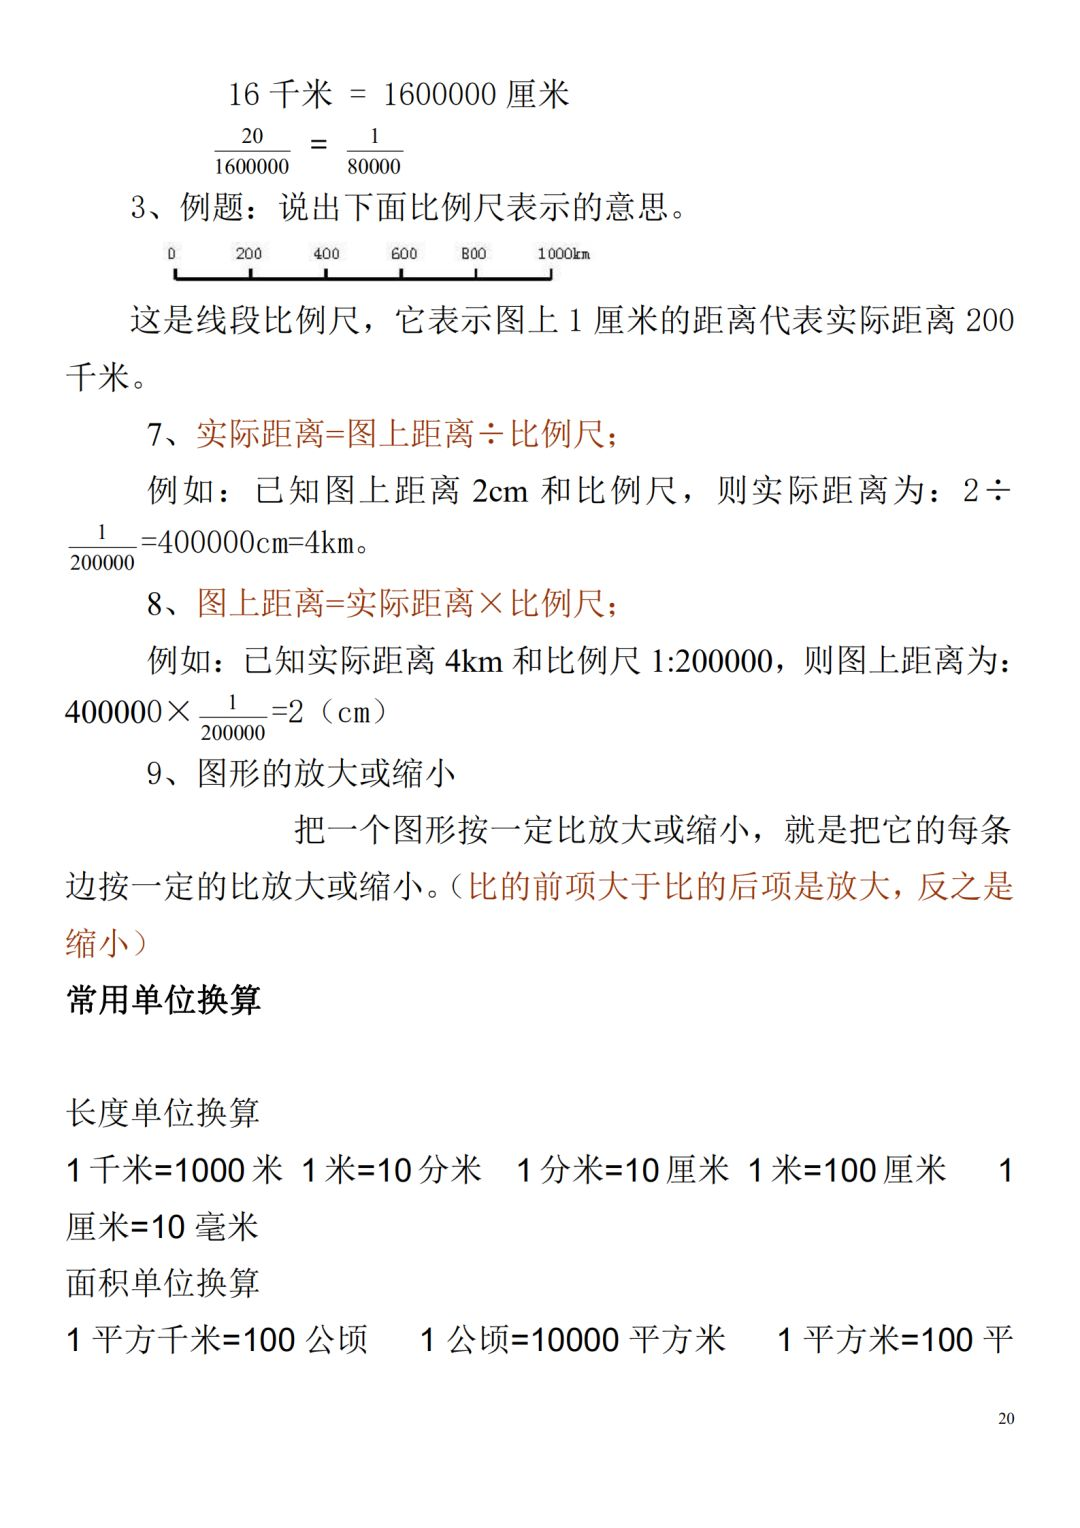 16 千米 = 1600000 厘米
20/1600000 = 1/80000
3、例题：说出下面比例尺表示的意思。
0 200 400 600 800 1000km
这是线段比例尺，它表示图上 1 厘米的距离代表实际距离 200
千米。
7、实际距离=图上距离÷比例尺；
例如：已知图上距离 2cm 和比例尺，则实际距离为：2÷
1/200000=400000cm=4km。
8、图上距离=实际距离×比例尺；
例如：已知实际距离 4km 和比例尺 1:200000，则图上距离为：
400000×1/200000=2（cm）
9、图形的放大或缩小
把一个图形按一定比放大或缩小，就是把它的每条
边按一定的比放大或缩小。（比的前项大于比的后项是放大，反之是
缩小）
常用单位换算
长度单位换算
1 千米=1000 米 1 米=10 分米 1 分米=10 厘米 1 米=100 厘米 1
厘米=10 毫米
面积单位换算
1 平方千米=100 公顷 1 公顷=10000 平方米 1 平方米=100 平
20